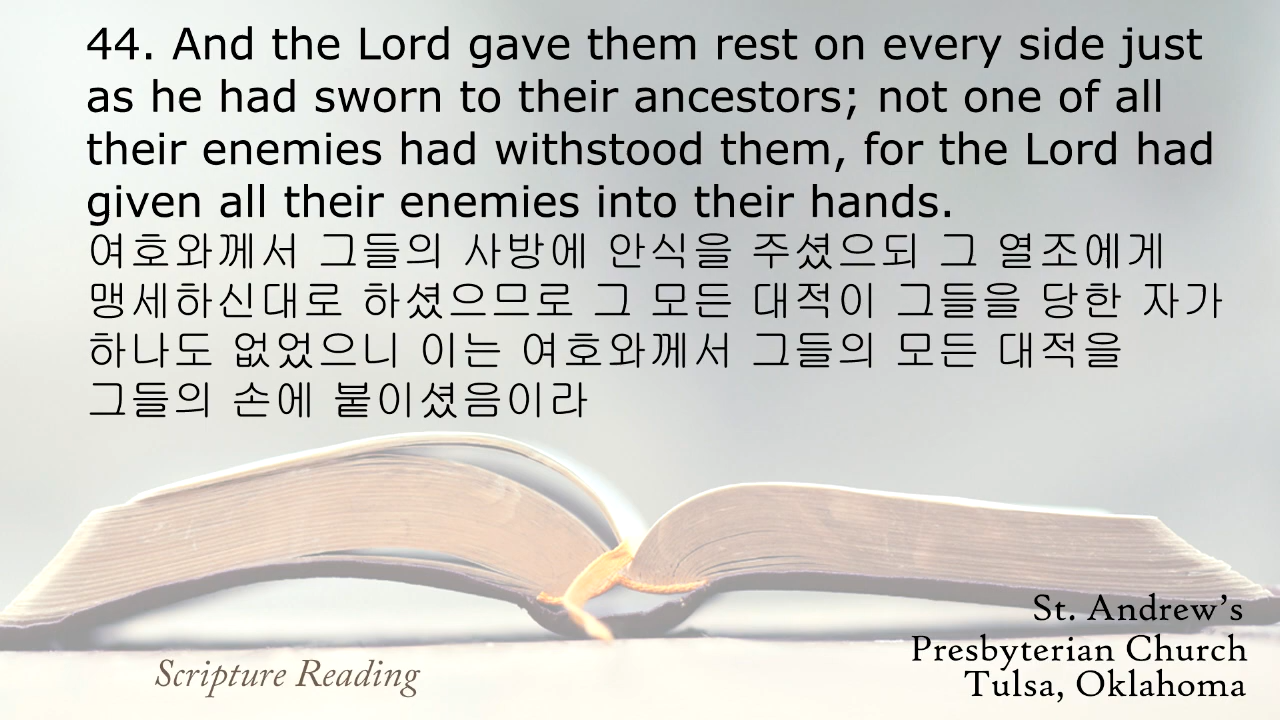 44. And the Lord gave them rest on every side just
as he had sworn to their ancestors; not one of all
their enemies had withstood them, for the Lord had
given all their enemies into their hands.
여호와께서 그들의 사방에 안식을 주셨으되 그 열조에게
맹세하신대로 하셨으므로 그 모든 대적이 그들을 당한 자가
하나도 없었으니 이는 여호와께서 그들의 모든 대적을
그들의 손에 붙이셨음이라
Scripture Reading
St. Andrew’s
Presbyterian Church
Tulsa, Oklahoma